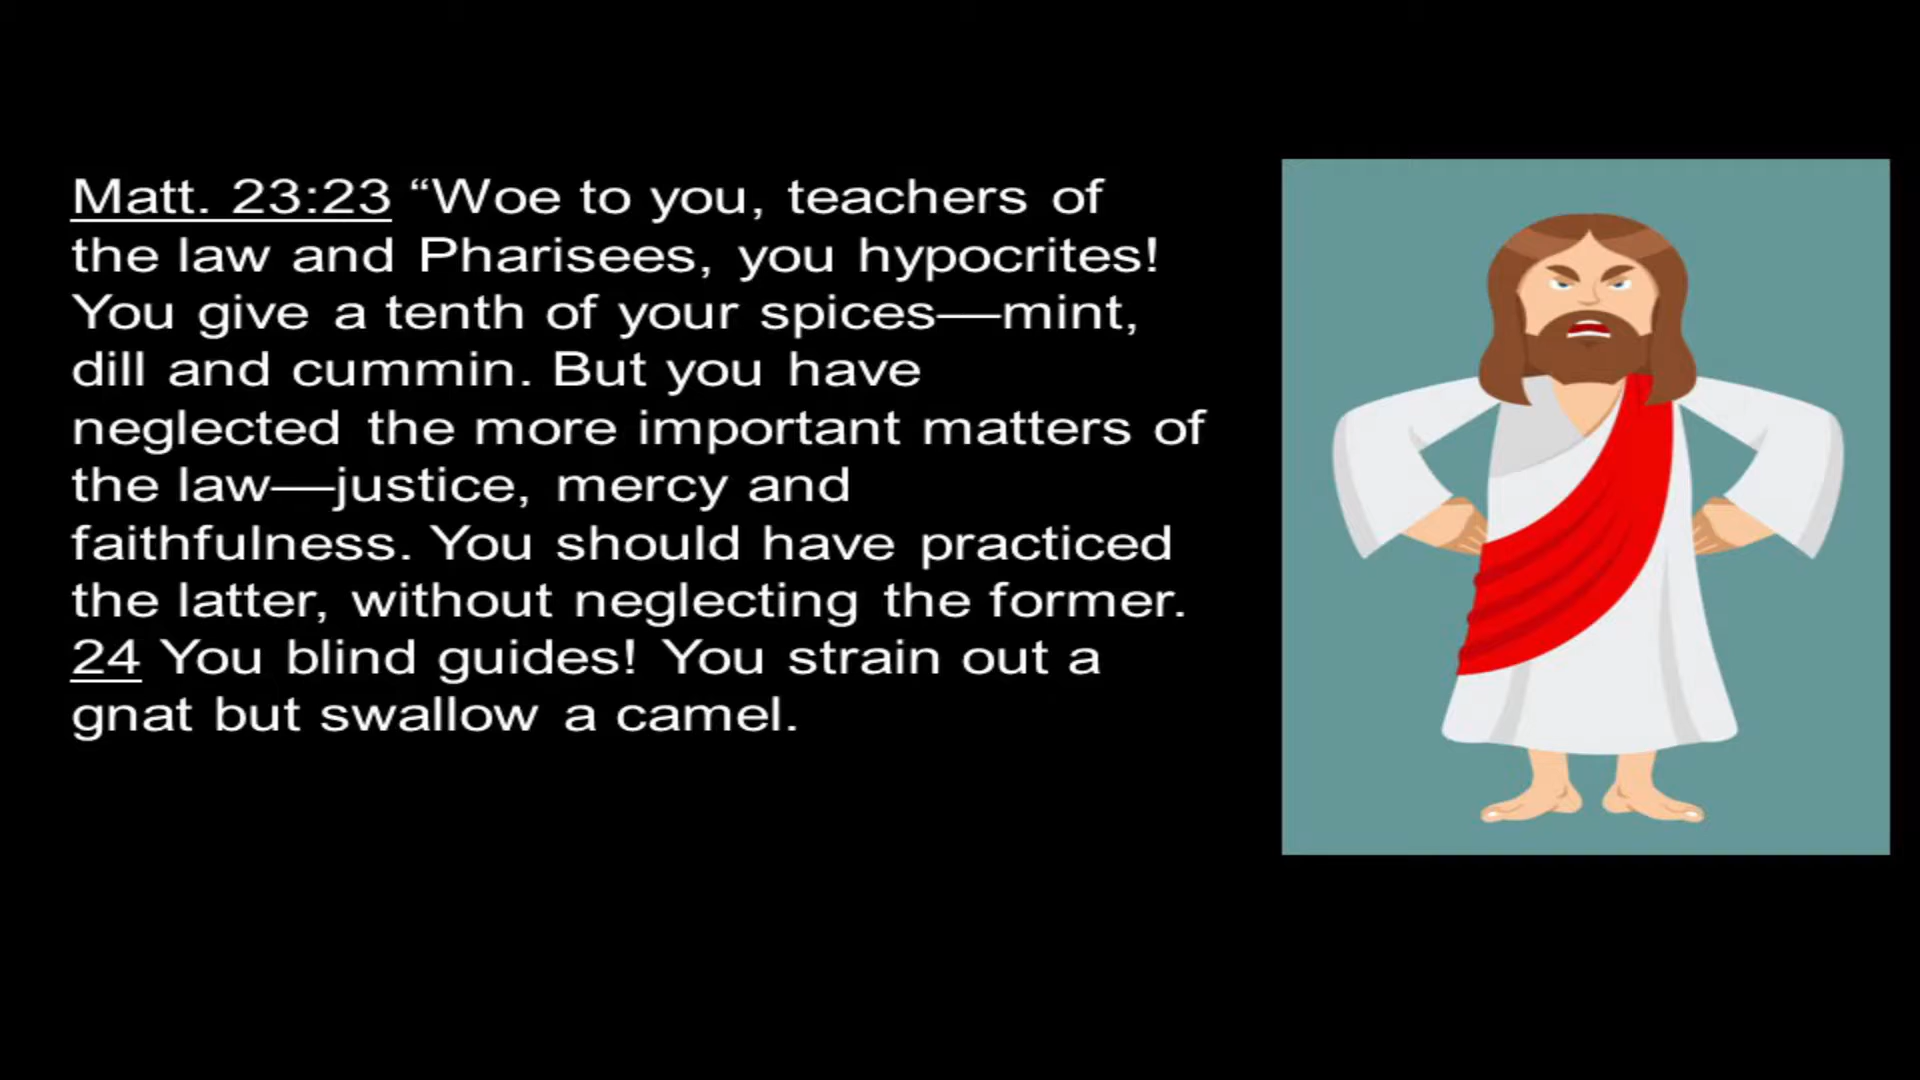 Matt. 23:23 “Woe to you, teachers of
the law and Pharisees, you hypocrites!
You give a tenth of your spices—mint,
dill and cummin. But you have
neglected the more important matters of
the law—justice, mercy and
faithfulness. You should have practiced
the latter, without neglecting the former.
24 You blind guides! You strain out a
gnat but swallow a camel.